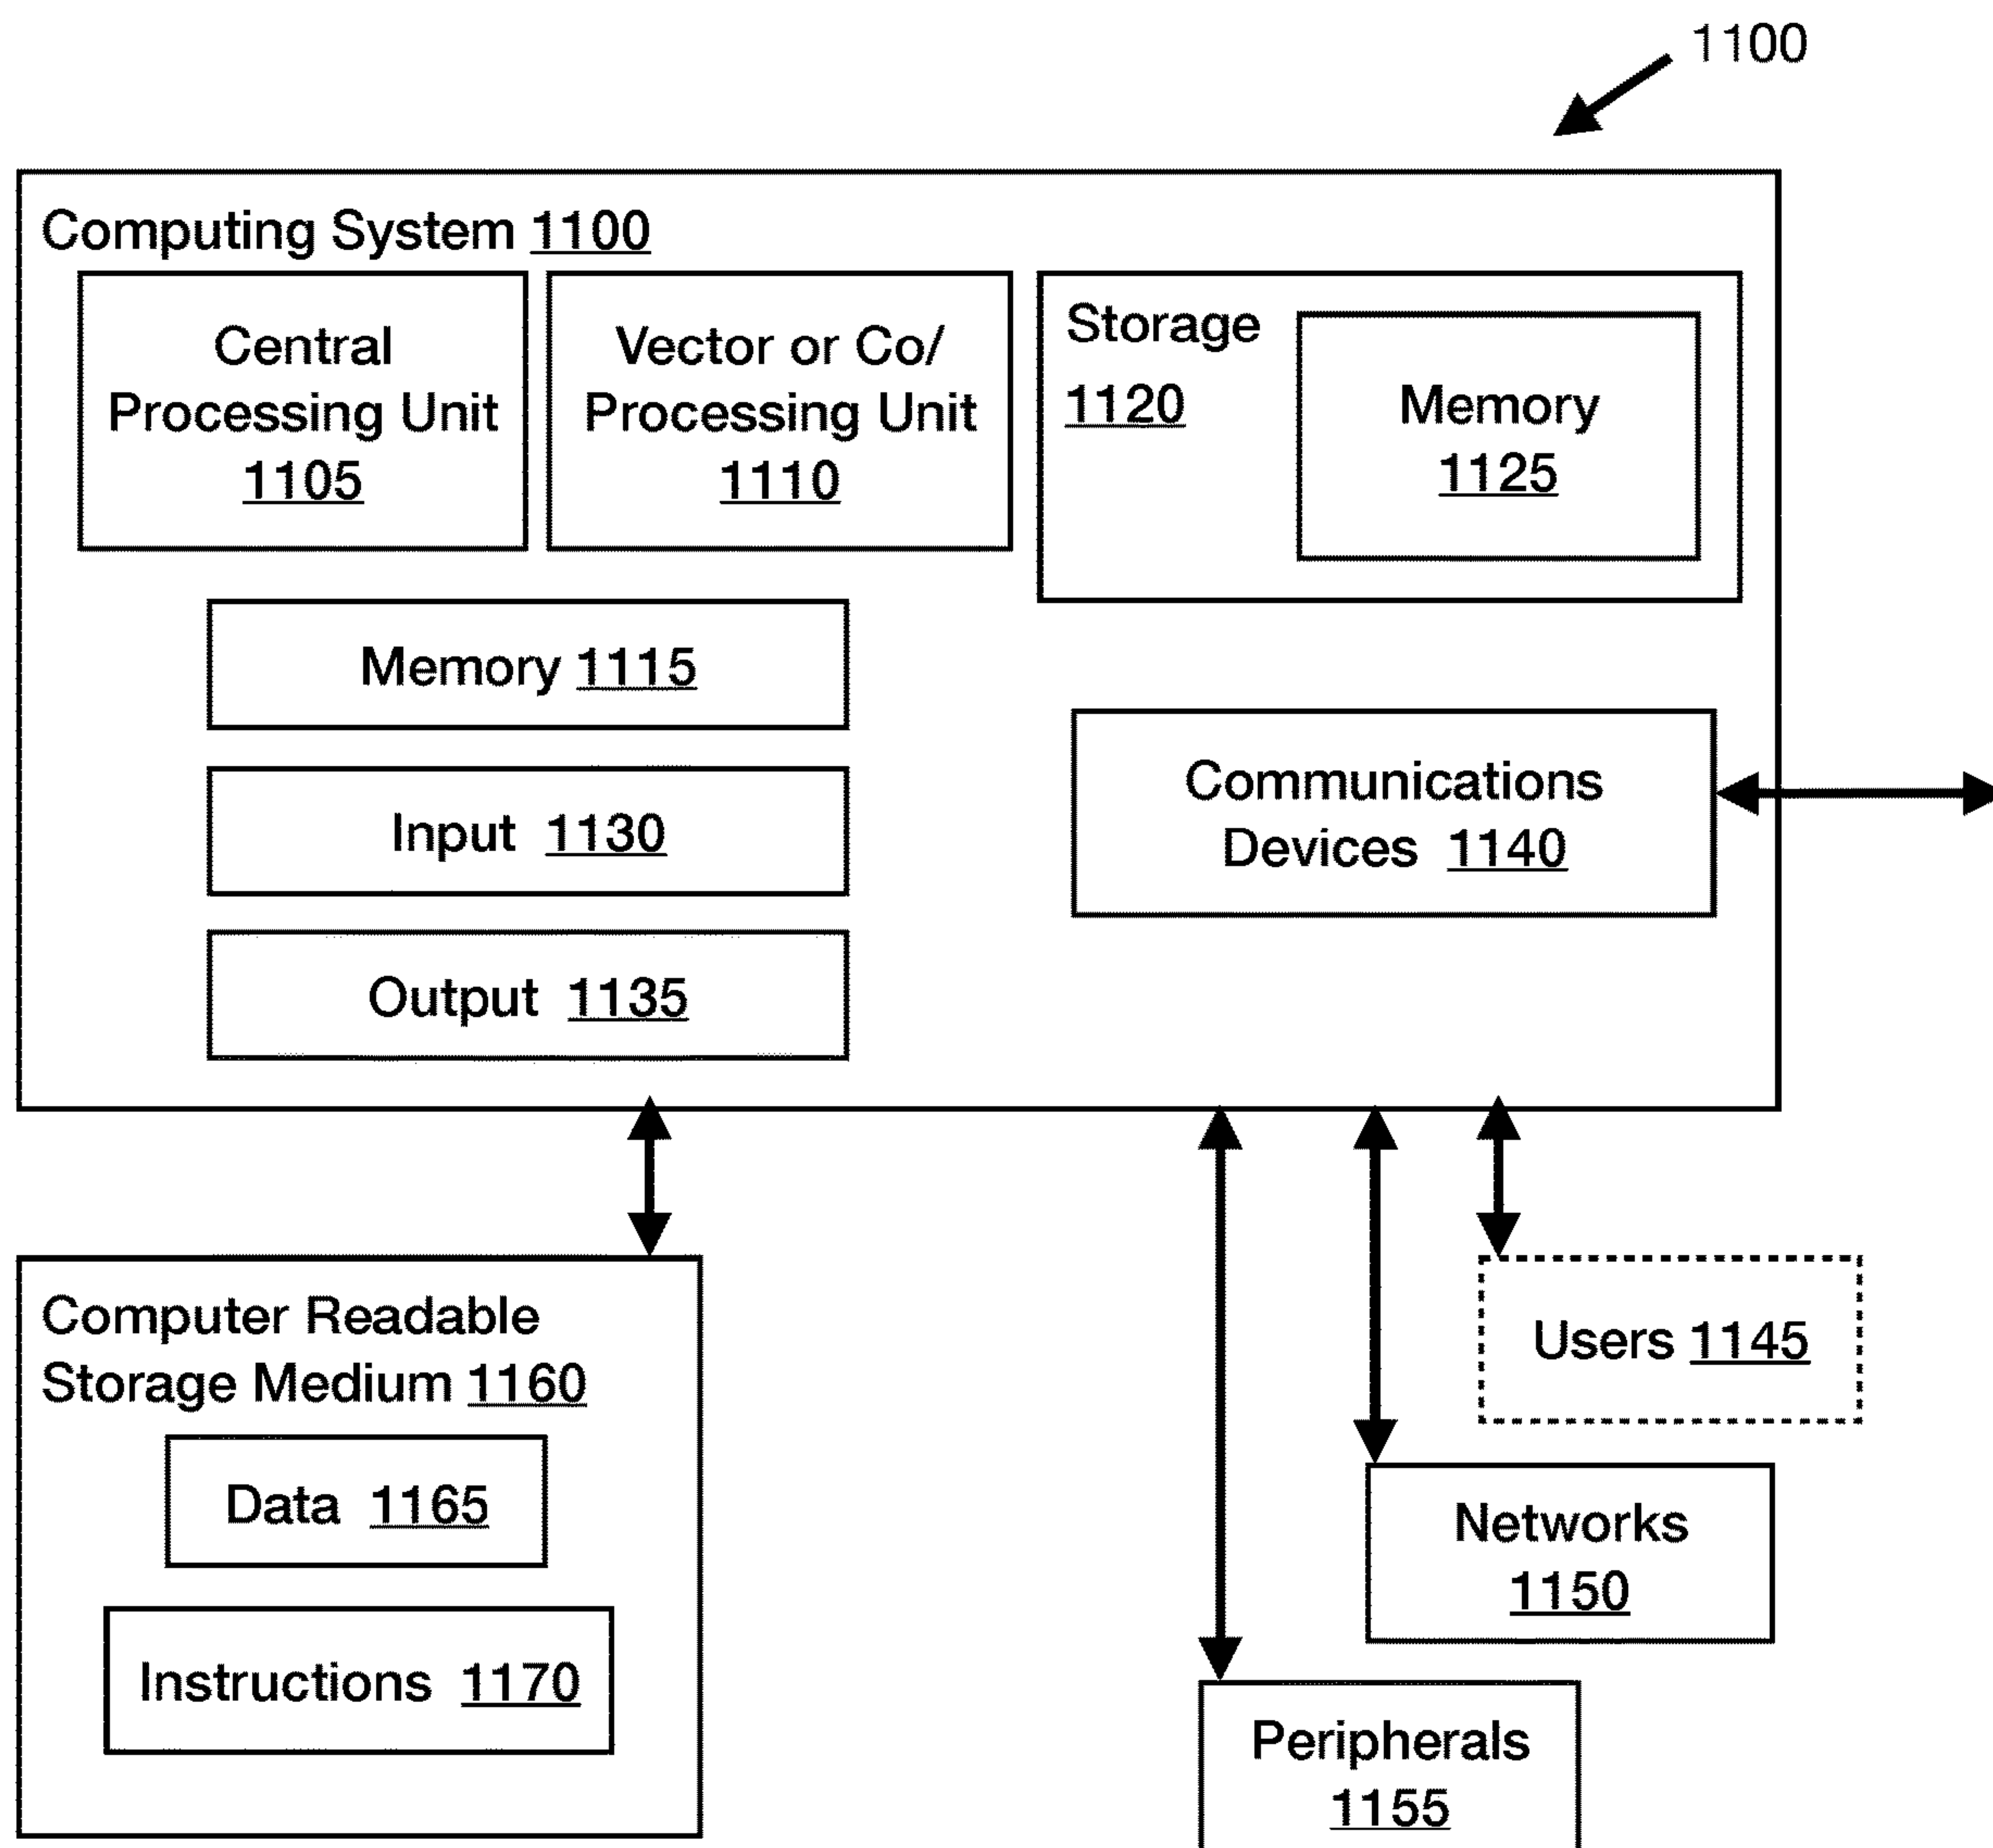 1100
Computing System 1100
Central
Processing Unit
1105
Vector or Co/
Processing Unit
1110
Storage
1120
Memory
1125
Memory 1115
Input 1130
Output 1135
Communications
Devices 1140
Computer Readable
Storage Medium 1160
Data 1165
Instructions 1170
Users 1145
Networks
1150
Peripherals
1155